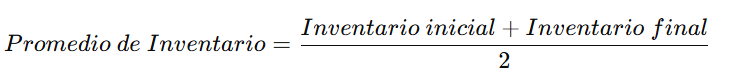 Promedio de Inventario = Inventario inicial + Inventario final
2